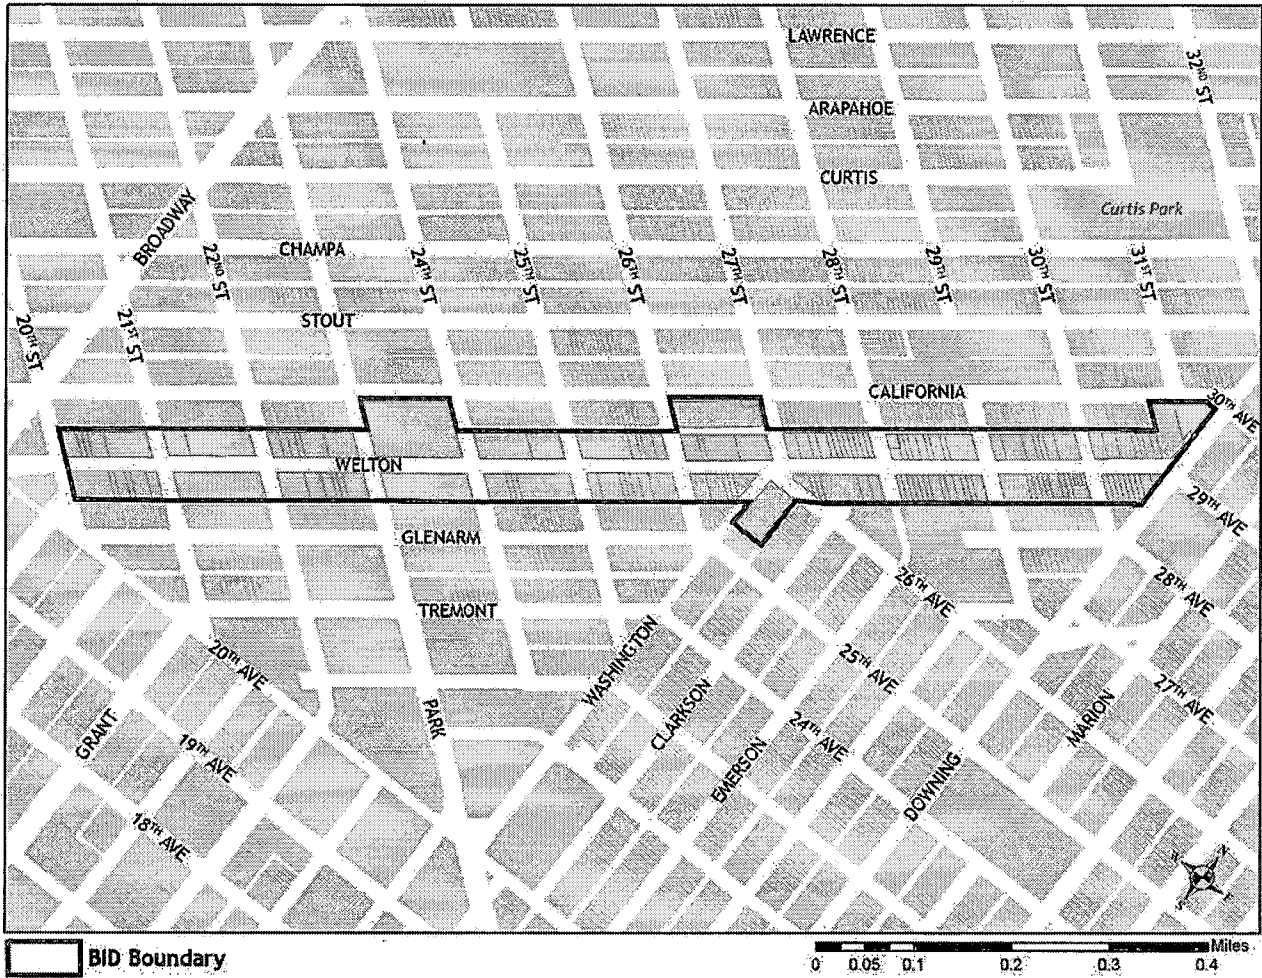 LAWRENCE
32ND ST
ARAPAHOE
CURTIS
Curtis Park
BROADWAY
CHAMPA
22ND ST
24TH ST
25TH ST
26TH ST
27TH ST
28TH ST
29TH ST
30TH ST
31ST ST
20TH ST
21ST ST
STOUT
CALIFORNIA
30TH AVE
WELTON
29TH AVE
GLENARM
26TH AVE
28TH AVE
TREMONT
20TH AVE
WASHINGTON
25TH AVE
27TH AVE
PARK
CLARKSON
MARION
GRANT
19TH AVE
24TH AVE
EMERSON
DOWNING
18TH AVE
N
W
E
S
BID Boundary
Miles
0 0.05 0.1 0.2 0.3 0.4